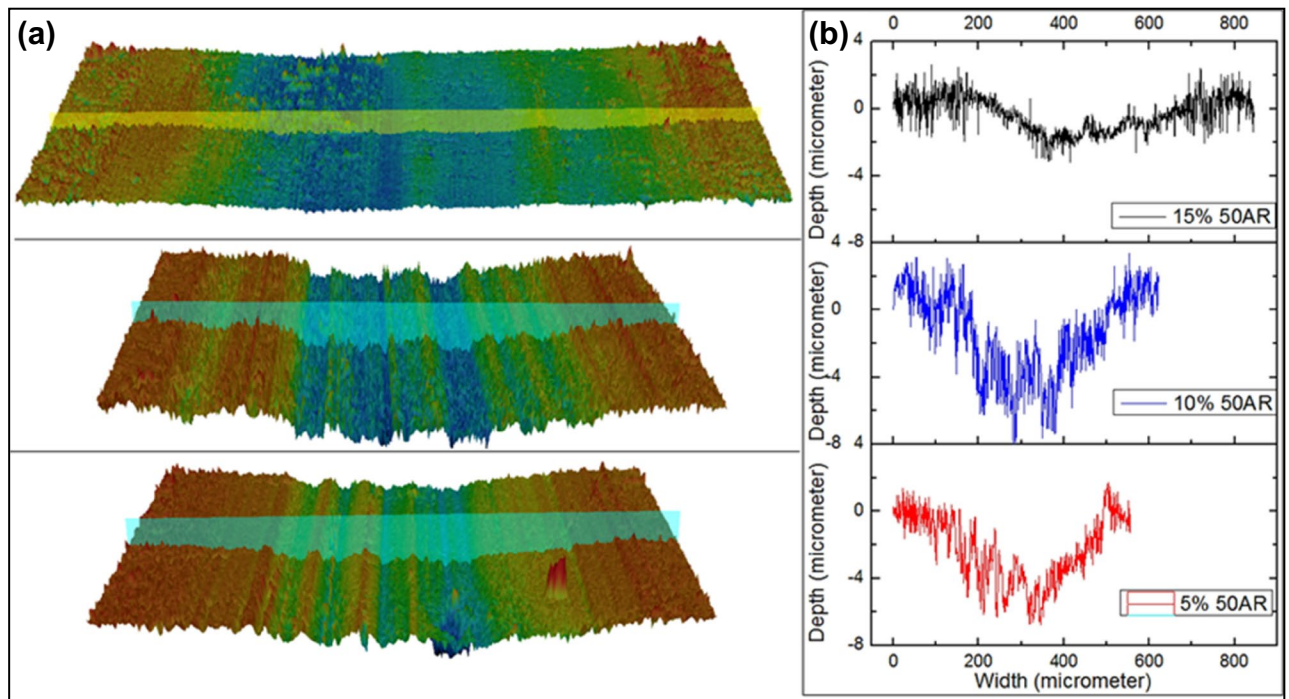 (a)
(b)
0 200 400 600 800
4
0
-4
-8
Depth (micrometer)
15% 50AR
4
0
-4
-8
Depth (micrometer)
10% 50AR
4
0
-4
-8
Depth (micrometer)
5% 50AR
0 200 400 600 800
Width (micrometer)